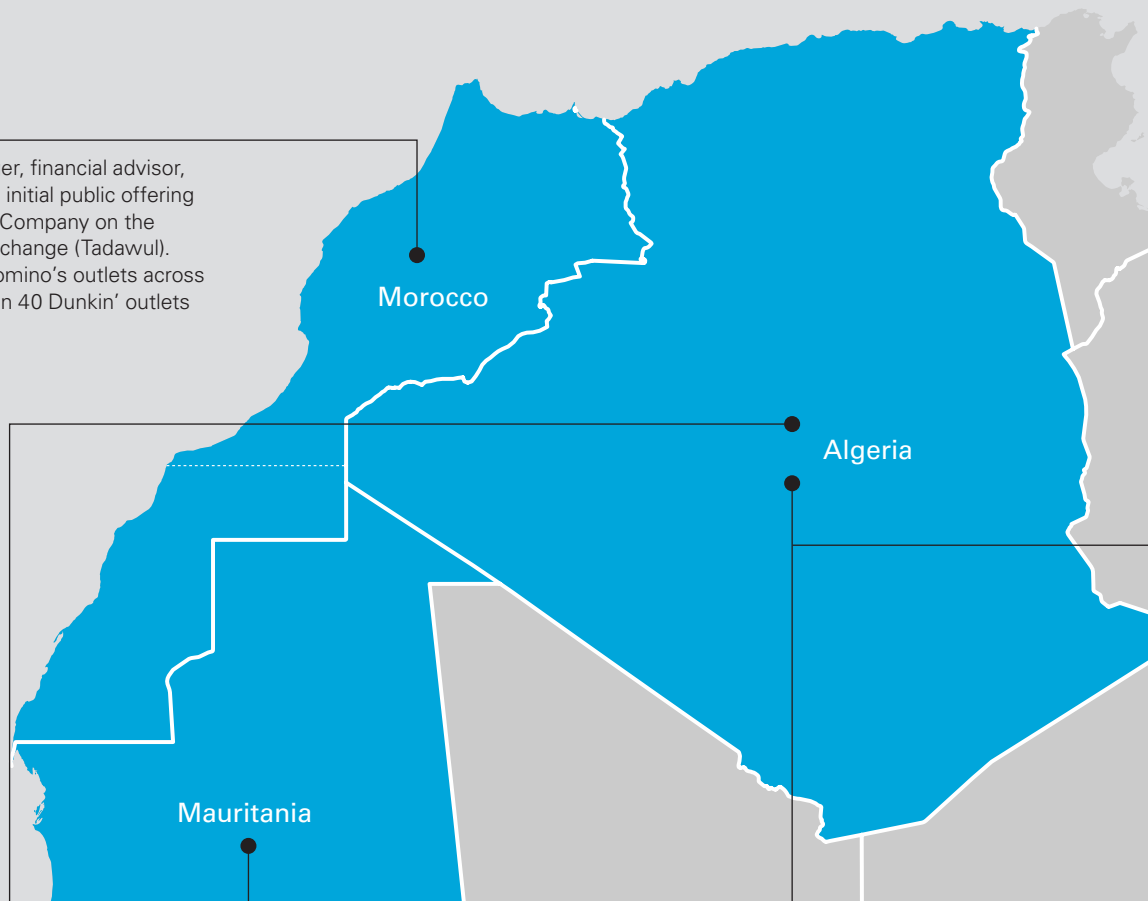 er, financial advisor,
initial public offering
Company on the
change (Tadawul).
omino’s outlets across
n 40 Dunkin’ outlets
Morocco
Algeria
Mauritania